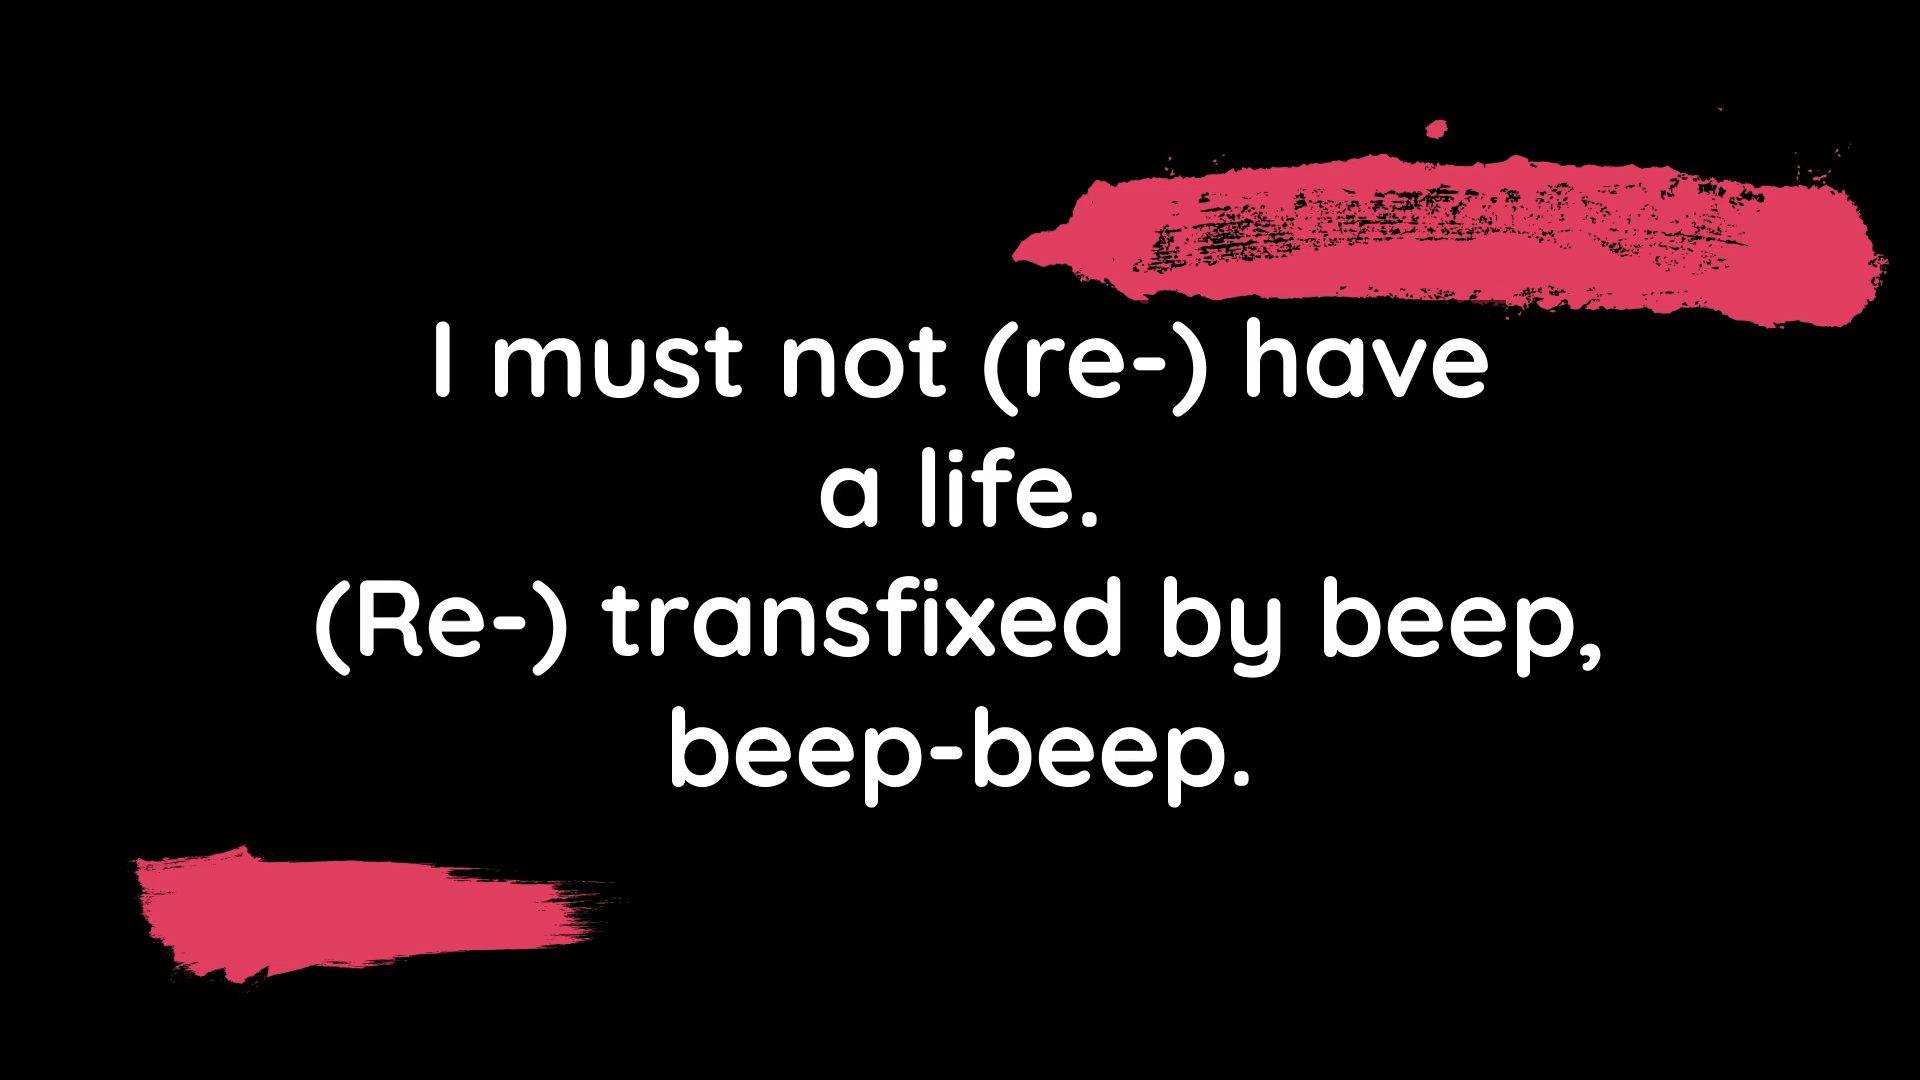 I must not (re-) have
a life.
(Re-) transfixed by beep,
beep-beep.